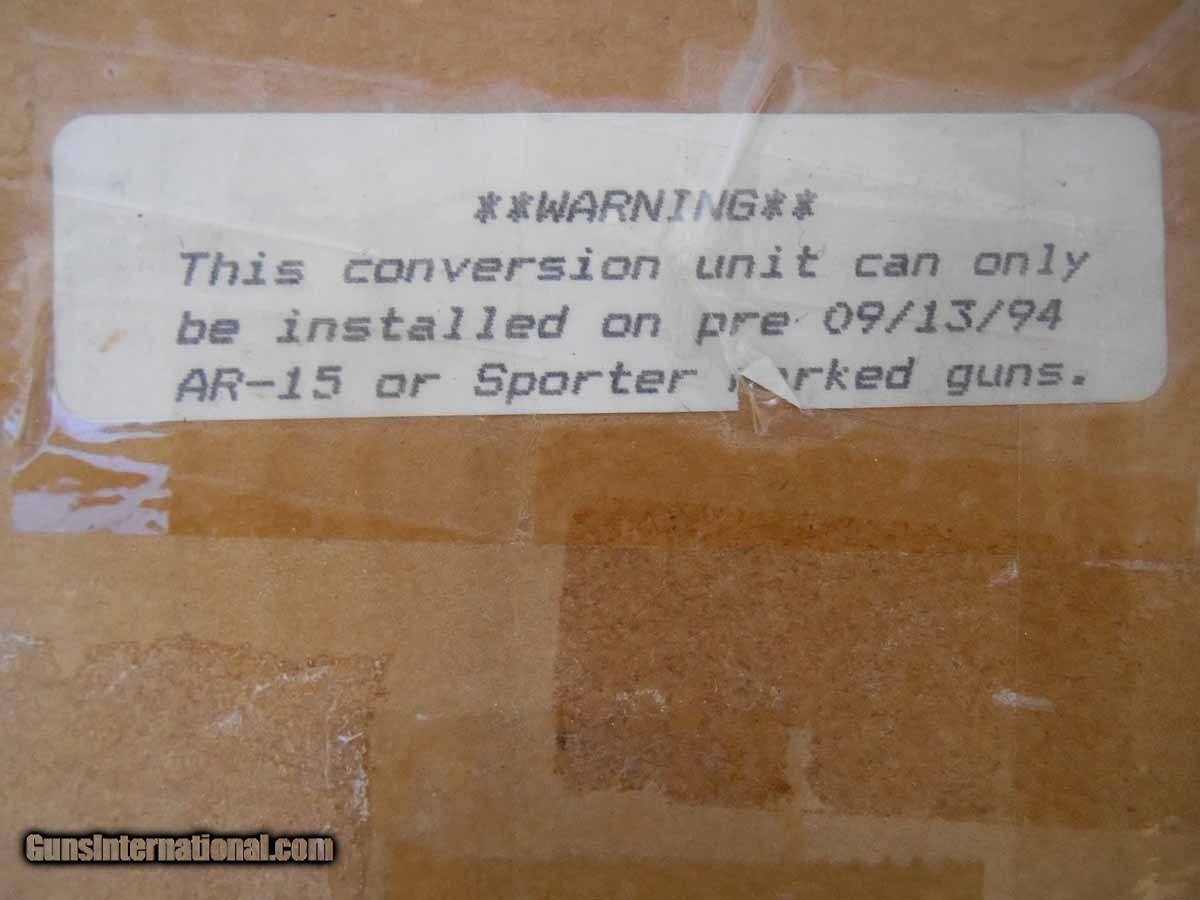 **WARNING**
This conversion unit can only
be installed on pre 09/13/94
AR-15 or Sporter marked guns.
GunsInternational.com